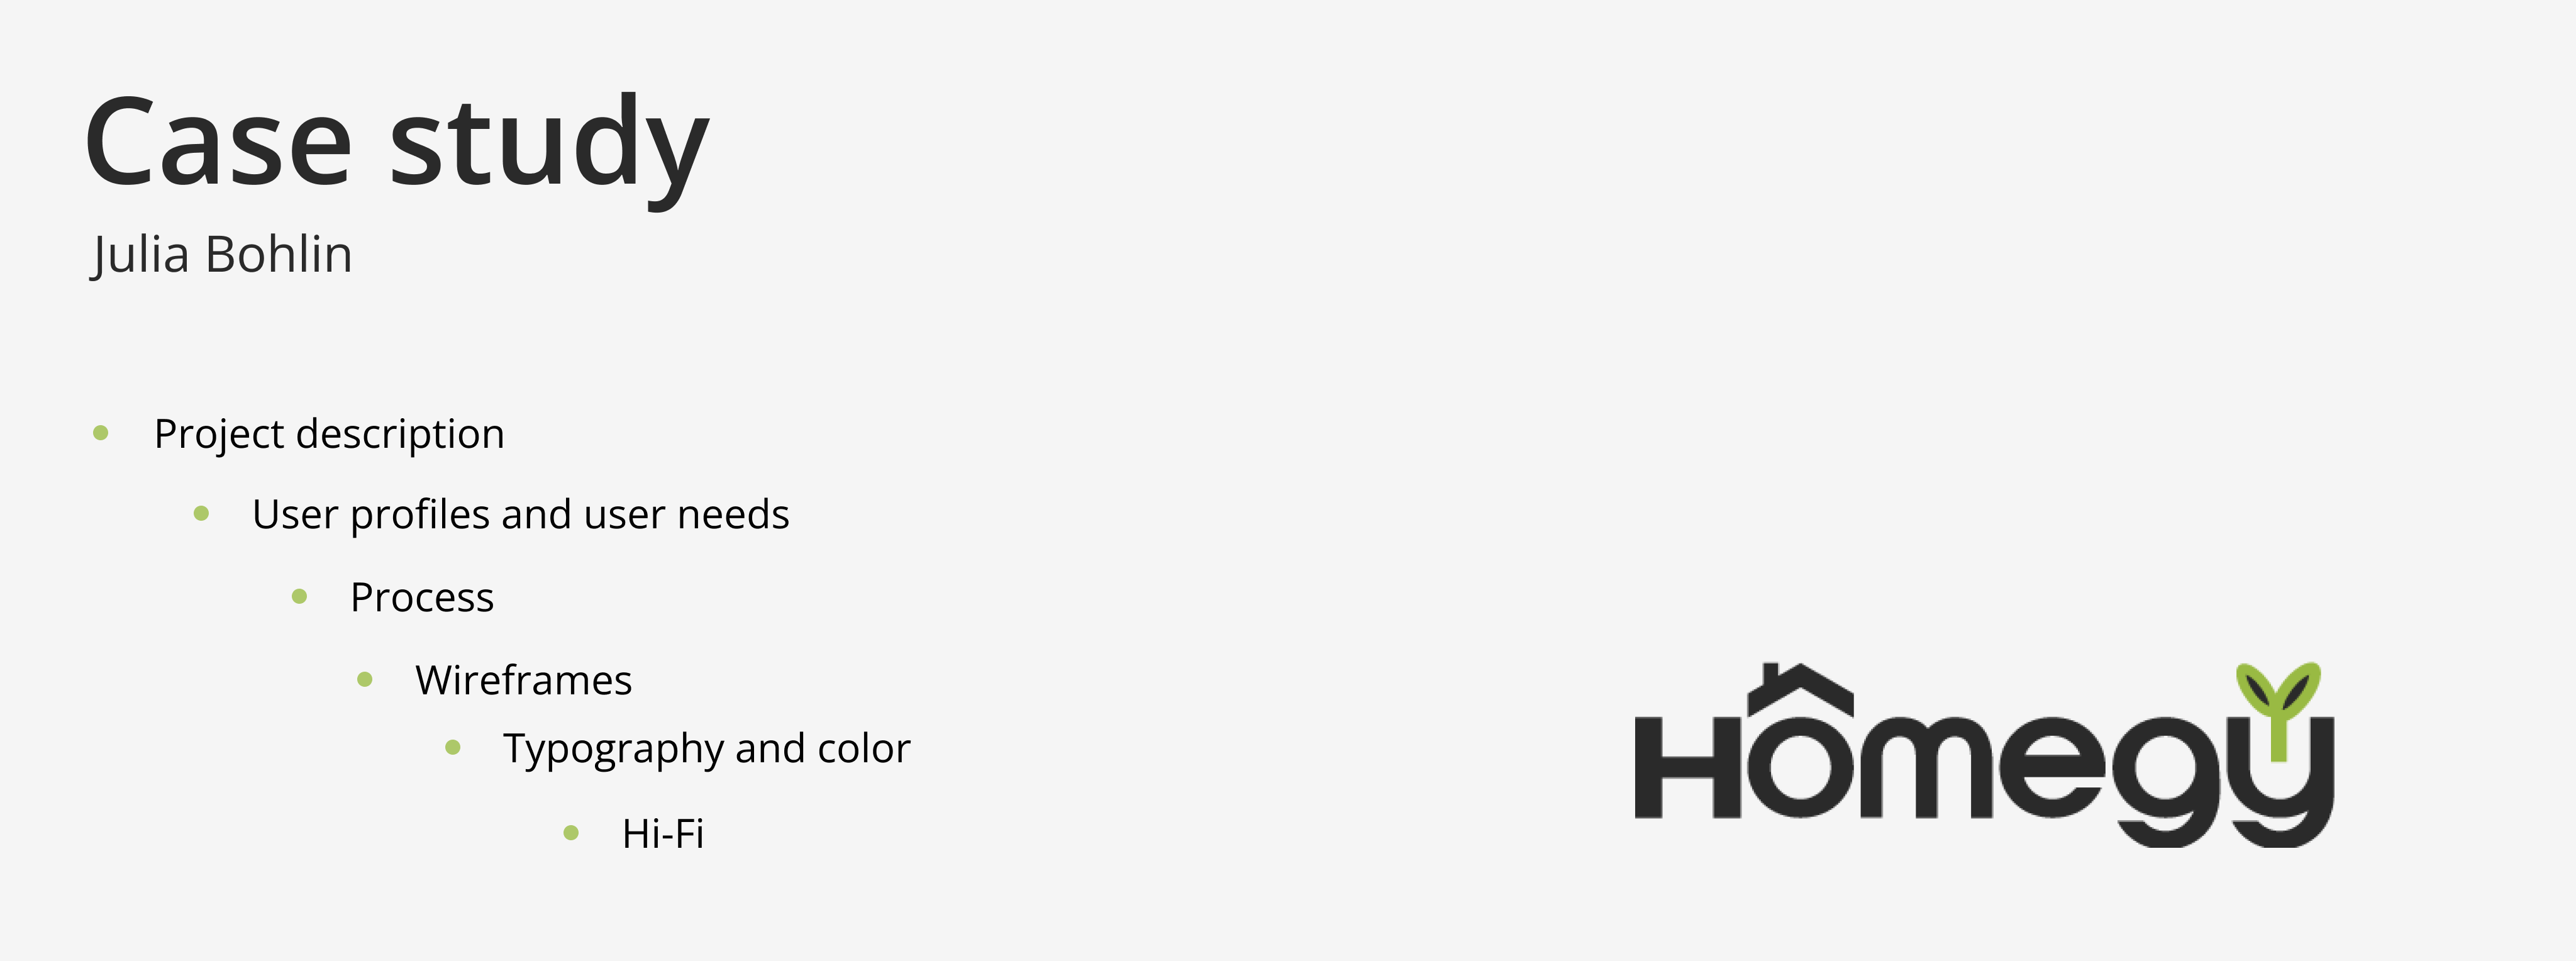 Case study
Julia Bohlin
Project description
User profiles and user needs
Process
Wireframes
Typography and color
Hi-Fi
Homegy